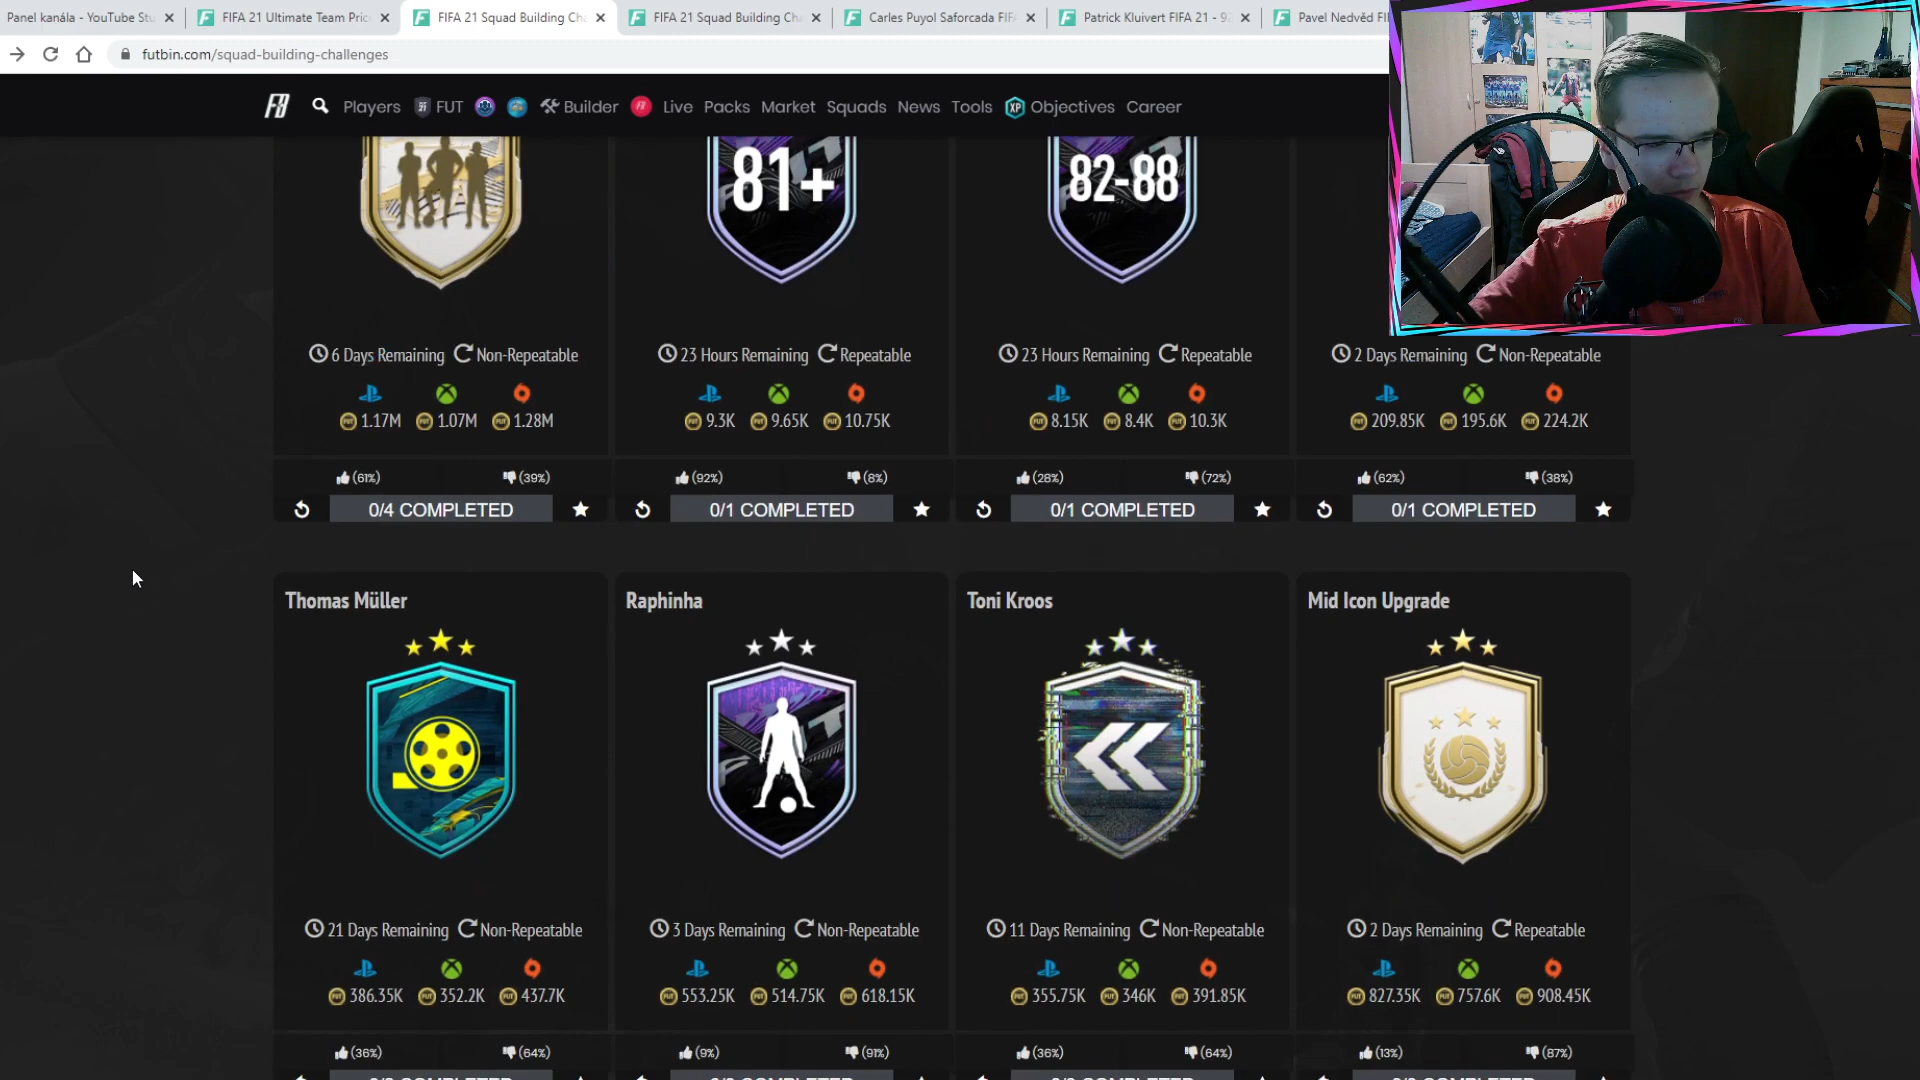 Panel kanála - YouTube Stu
FIFA 21 Ultimate Team Pric
FIFA 21 Squad Building Ch
FIFA 21 Squad Building Ch
Carles Puyol Saforcada FIF
Patrick Kluivert FIFA 21 - 92
Pavel Nedvěd FI
futbin.com/squad-building-challenges
Players FUT Builder Live Packs Market Squads News Tools XP Objectives Career
81+ 82-88
6 Days Remaining Non-Repeatable
23 Hours Remaining Repeatable
23 Hours Remaining Repeatable
2 Days Remaining Non-Repeatable
1.17M 1.07M 1.28M
9.3K 9.65K 10.75K
8.15K 8.4K 10.3K
209.85K 195.6K 224.2K
(61%) (39%)
(92%) (8%)
(28%) (72%)
(62%) (38%)
0/4 COMPLETED
0/1 COMPLETED
0/1 COMPLETED
0/1 COMPLETED
Thomas Müller
Raphinha
Toni Kroos
Mid Icon Upgrade
21 Days Remaining Non-Repeatable
3 Days Remaining Non-Repeatable
11 Days Remaining Non-Repeatable
2 Days Remaining Repeatable
386.35K 352.2K 437.7K
553.25K 514.75K 618.15K
355.75K 346K 391.85K
827.35K 757.6K 908.45K
(36%) (64%)
(9%) (91%)
(36%) (64%)
(13%) (87%)